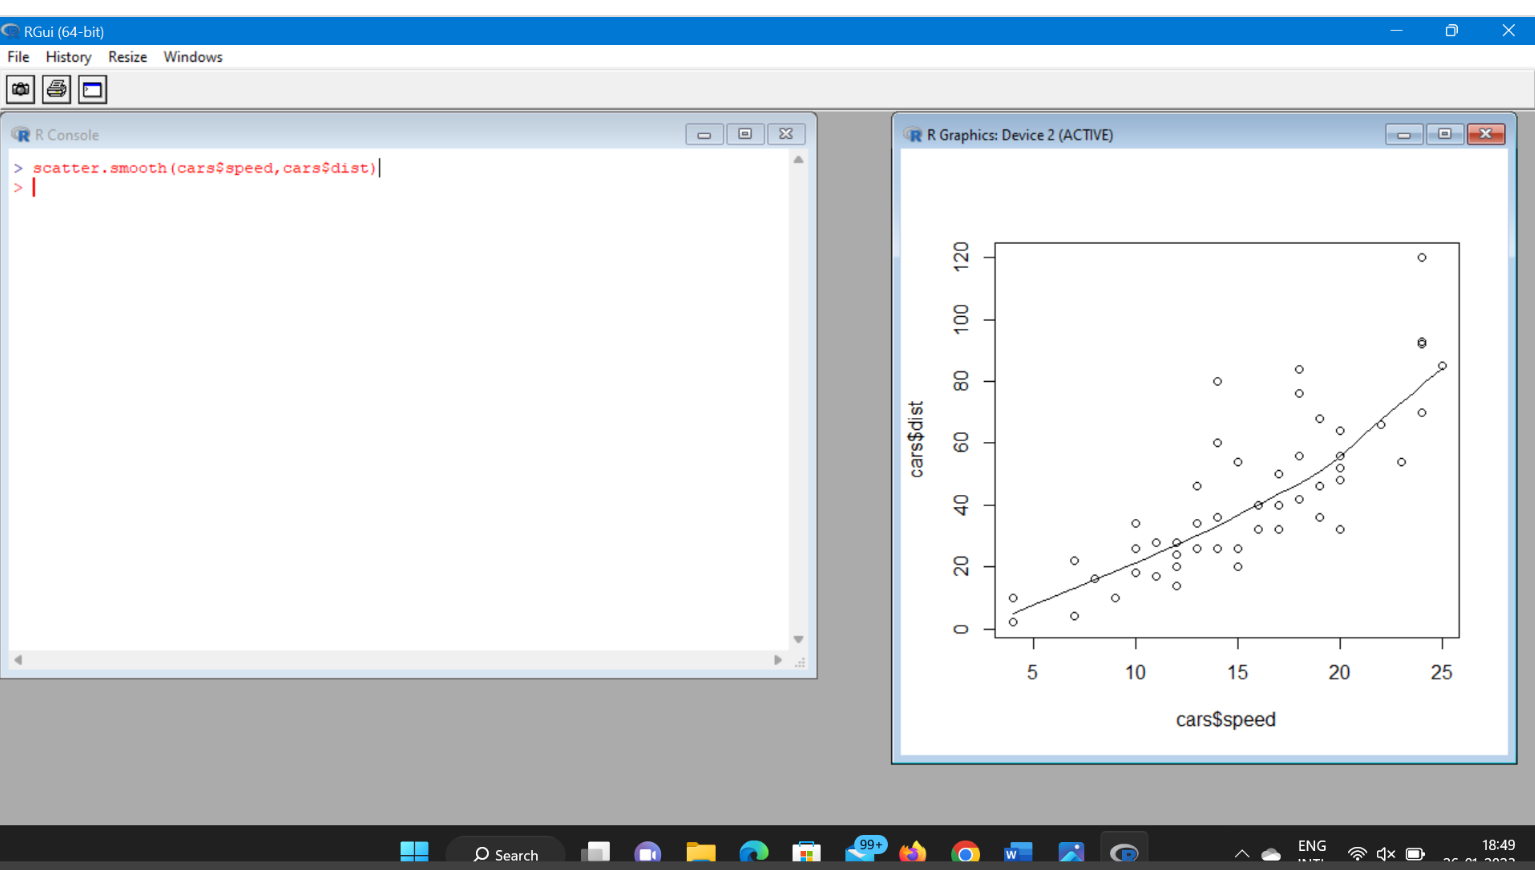 RGui (64-bit)
File History Resize Windows
R Console
> scatter.smooth(cars$speed,cars$dist)
>
R Graphics: Device 2 (ACTIVE)
120
100
80
60
40
20
0
cars$dist
5 10 15 20 25
cars$speed
Search
99+
W
ENG
18:49